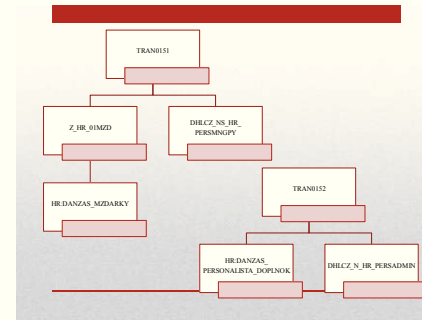 TRAN0151
Z_HR_01MZD
DHLCZ_NS_HR_
PERSMNGPY
HR:DANZAS_MZDARKY
TRAN0152
HR:DANZAS_
PERSONALISTA_DOPLNOK
DHLCZ_N_HR_PERSADMIN